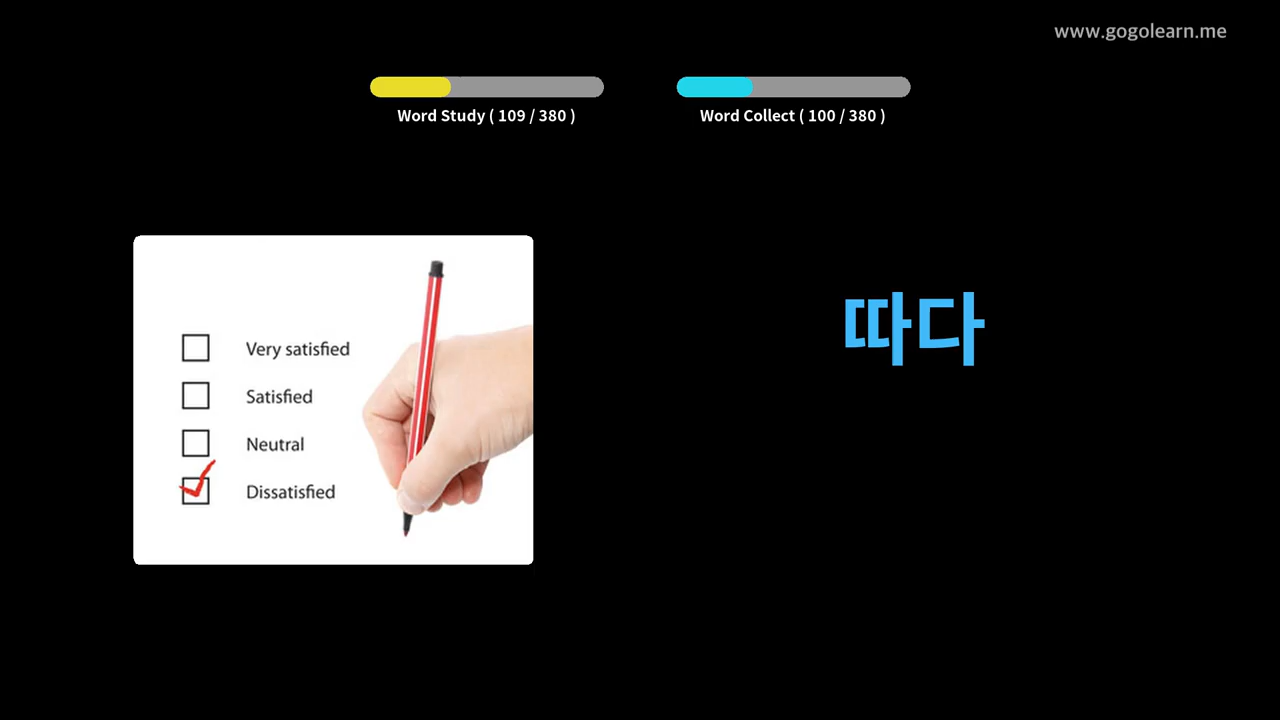 www.gogolearn.me
Word Study ( 109 / 380 )
Word Collect ( 100 / 380 )
Very satisfied
Satisfied
Neutral
Dissatisfied
따다